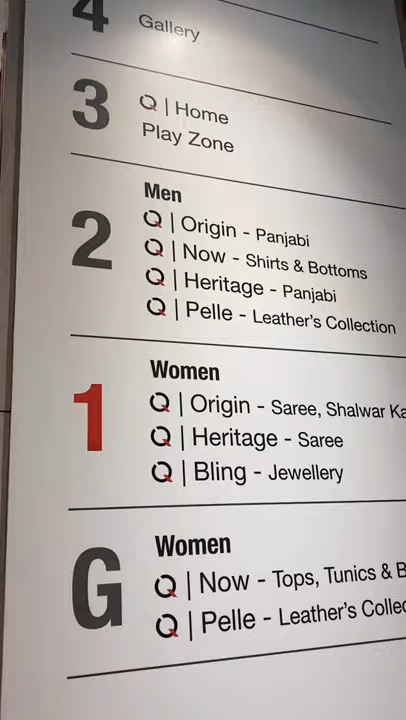 4
Gallery
3
Q | Home
Play Zone
2
Men
Q | Origin - Panjabi
Q | Now - Shirts & Bottoms
Q | Heritage - Panjabi
Q | Pelle - Leather's Collection
1
Women
Q | Origin - Saree, Shalwar
Q | Heritage - Saree
Q | Bling - Jewellery
G
Women
Q | Now - Tops, Tunics &
Q | Pelle - Leather's